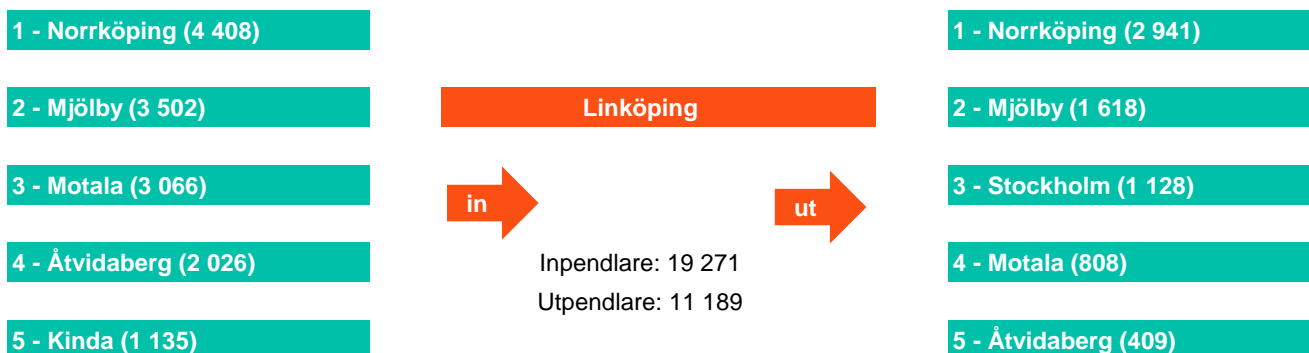 1 - Norrköping (4 408)
2 - Mjölby (3 502)
3 - Motala (3 066)
4 - Åtvidaberg (2 026)
5 - Kinda (1 135)
Linköping
in
ut
Inpendlare: 19 271
Utpendlare: 11 189
1 - Norrköping (2 941)
2 - Mjölby (1 618)
3 - Stockholm (1 128)
4 - Motala (808)
5 - Åtvidaberg (409)